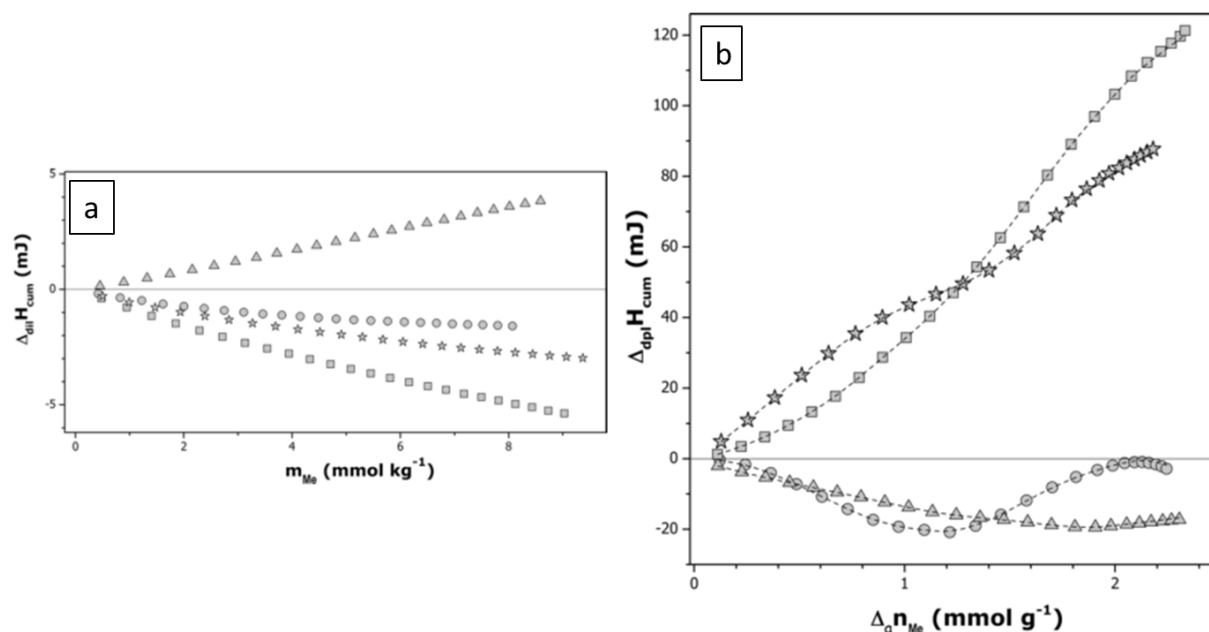 a
5
0
-5
Δ_dil H_cum (mJ)
0 2 4 6 8
m_Me (mmol kg⁻¹)
b
120
100
80
60
40
20
0
-20
Δ_dpl H_cum (mJ)
0 1 2
Δ_a n_Me (mmol g⁻¹)